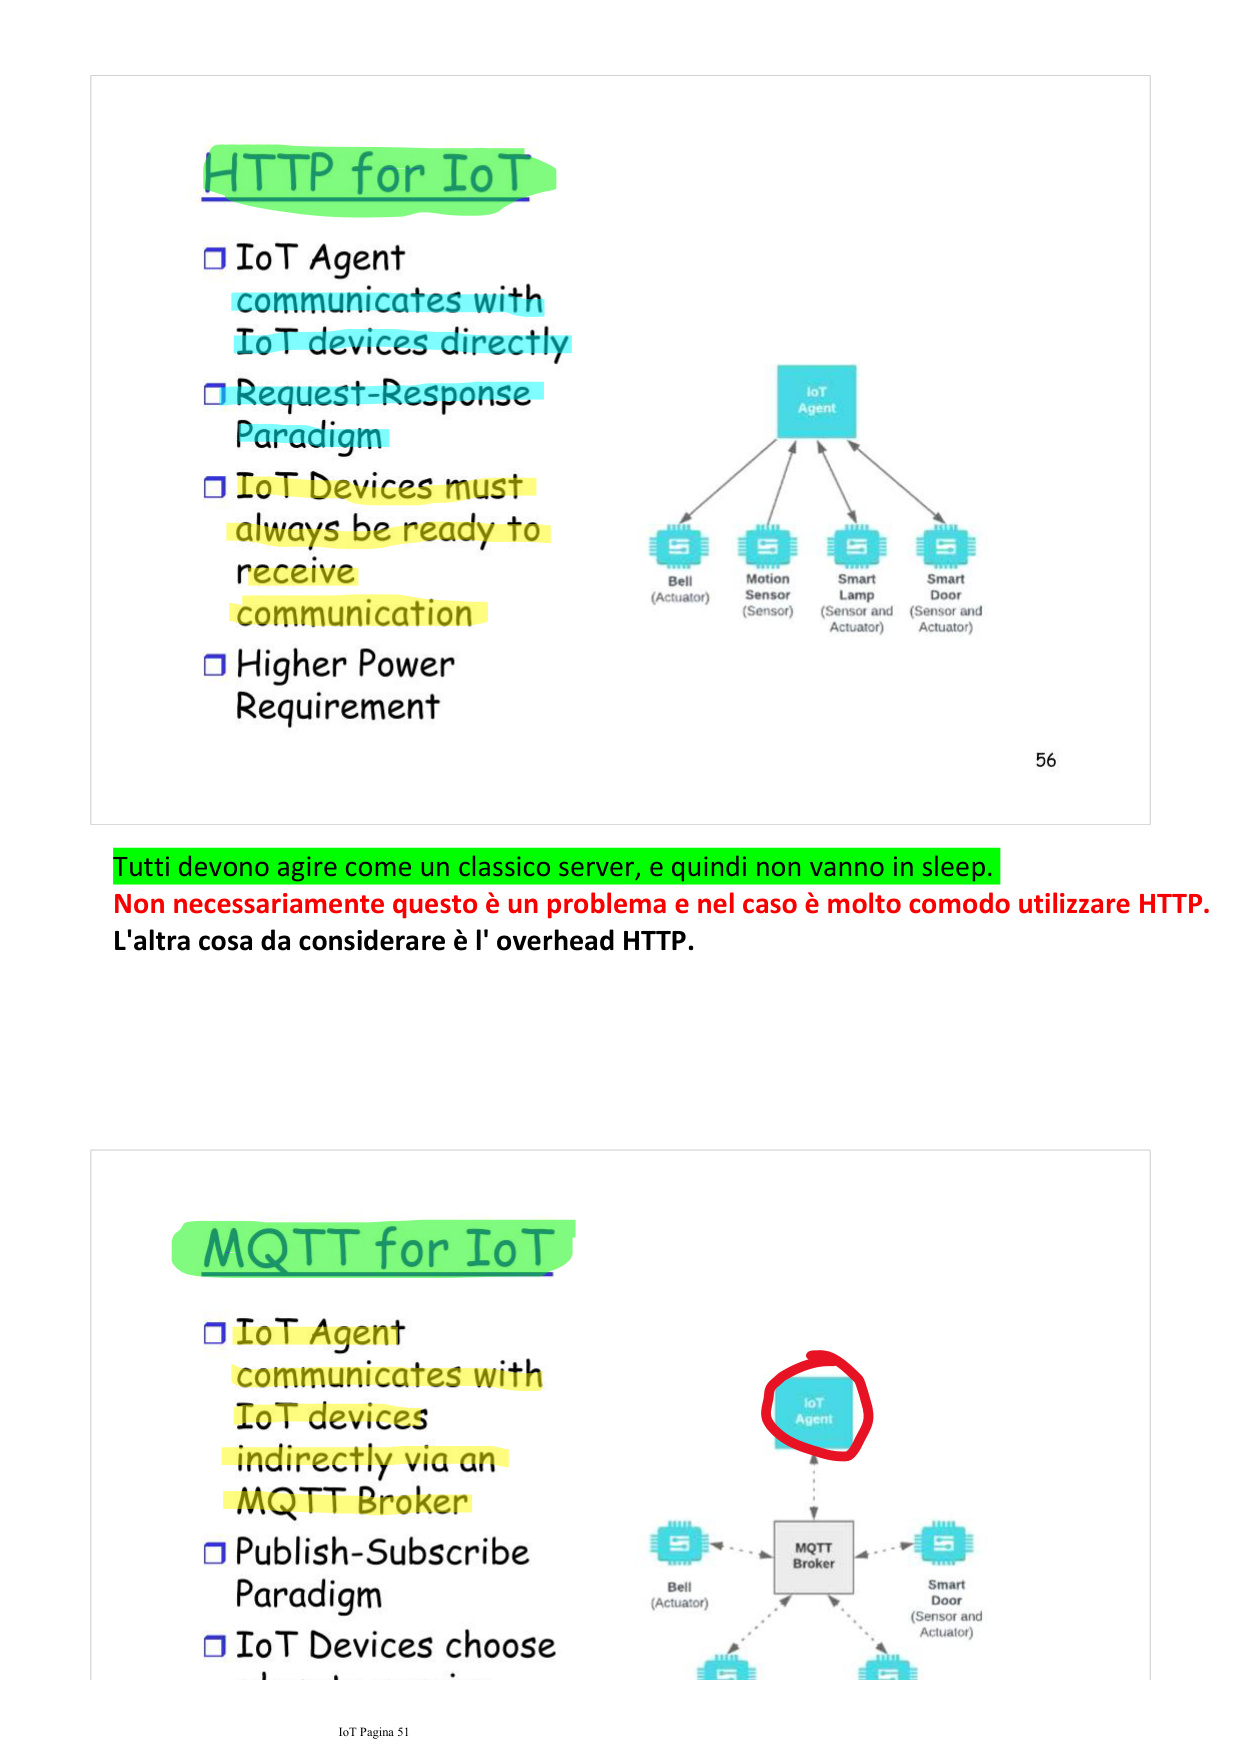 HTTP for IoT
❐ IoT Agent
communicates with
IoT devices directly
❐ Request-Response
Paradigm
❐ IoT Devices must
always be ready to
receive
communication
❐ Higher Power
Requirement
IoT
Agent
Bell
(Actuator)
Motion
Sensor
(Sensor)
Smart
Lamp
(Sensor and
Actuator)
Smart
Door
(Sensor and
Actuator)
56
Tutti devono agire come un classico server, e quindi non vanno in sleep.
Non necessariamente questo è un problema e nel caso è molto comodo utilizzare HTTP.
L'altra cosa da considerare è l' overhead HTTP.
MQTT for IoT
❐ IoT Agent
communicates with
IoT devices
indirectly via an
MQTT Broker
❐ Publish-Subscribe
Paradigm
❐ IoT Devices choose
IoT
Agent
MQTT
Broker
Bell
(Actuator)
Smart
Door
(Sensor and
Actuator)
IoT Pagina 51